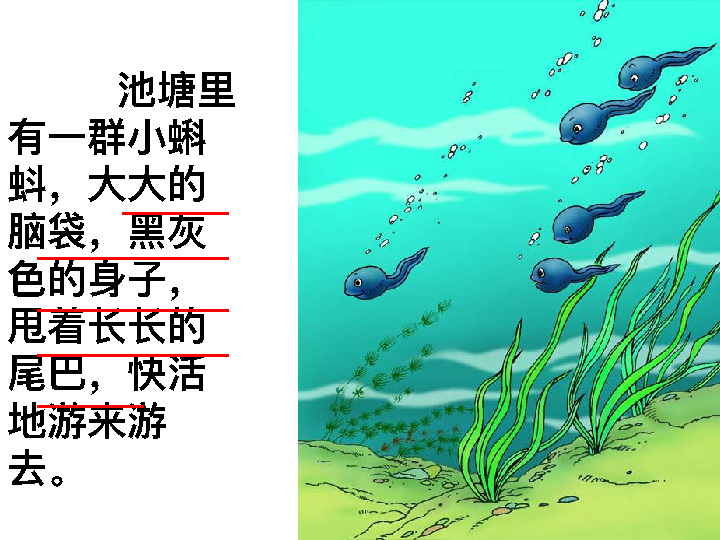 池塘里
有一群小蝌
蚪，大大的
脑袋，黑灰
色的身子，
甩着长长的
尾巴，快活
地游来游
去。